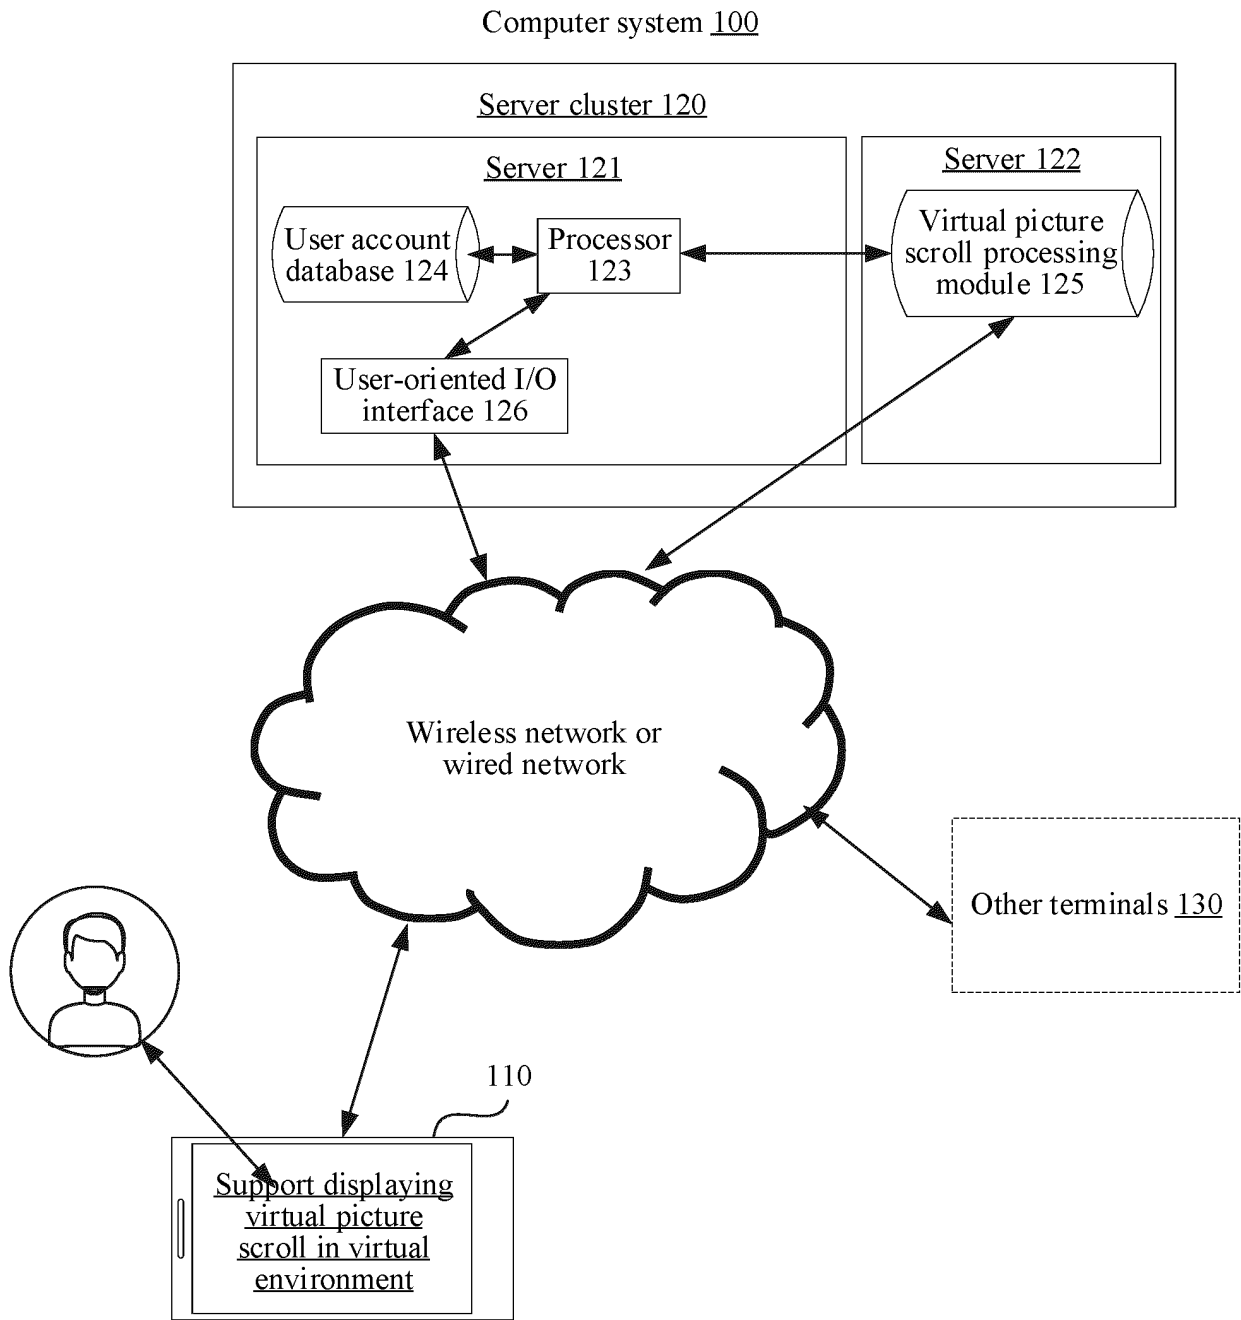 Computer system 100
Server cluster 120
Server 121
Server 122
User account
database 124
Processor
123
Virtual picture
scroll processing
module 125
User-oriented I/O
interface 126
Wireless network or
wired network
Other terminals 130
110
Support displaying
virtual picture
scroll in virtual
environment